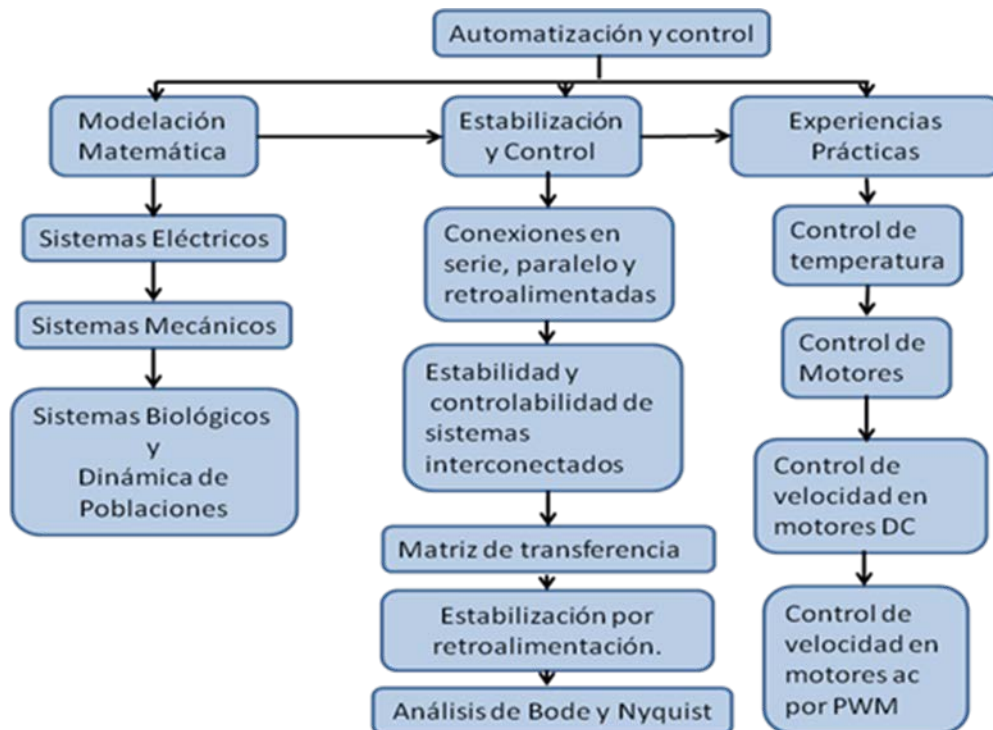 Automatización y control
Modelación
Matemática
Sistemas Eléctricos
Sistemas Mecánicos
Sistemas Biológicos
y
Dinámica de
Poblaciones
Estabilización
y Control
Conexiones en
serie, paralelo y
retroalimentadas
Estabilidad y
controlabilidad de
sistemas
interconectados
Matriz de transferencia
Estabilización por
retroalimentación.
Análisis de Bode y Nyquist
Experiencias
Prácticas
Control de
temperatura
Control de
Motores
Control de
velocidad en
motores DC
Control de
velocidad en
motores ac
por PWM